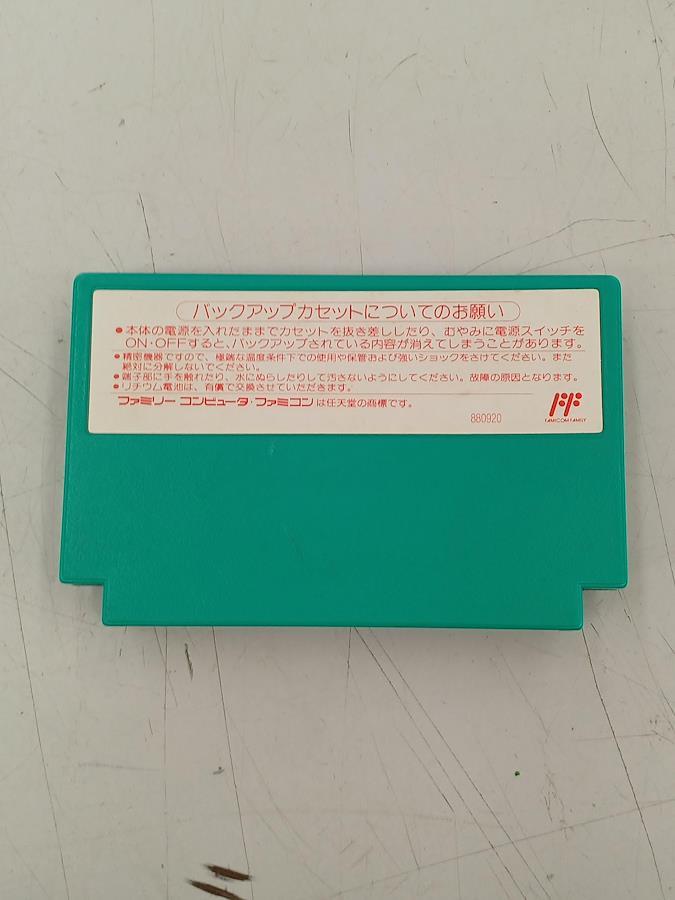 バックアップカセットについてのお願い
●本体の電源を入れたままでカセットを抜き差ししたり、むやみに電源スイッチを
ON・OFFすると、バックアップされている内容が消えてしまうことがあります。
●精密機器ですので、極端な温度条件下での使用や保管および強いショックをさけてください。また
絶対に分解しないでください。
●端子部に手を触れたり、水にぬらしたりして汚さないようにしてください。故障の原因となります。
●リチウム電池は、有償で交換させていただきます。
ファミリー コンピュータ・ファミコンは任天堂の商標です。
880920
FAMICOM FAMILY